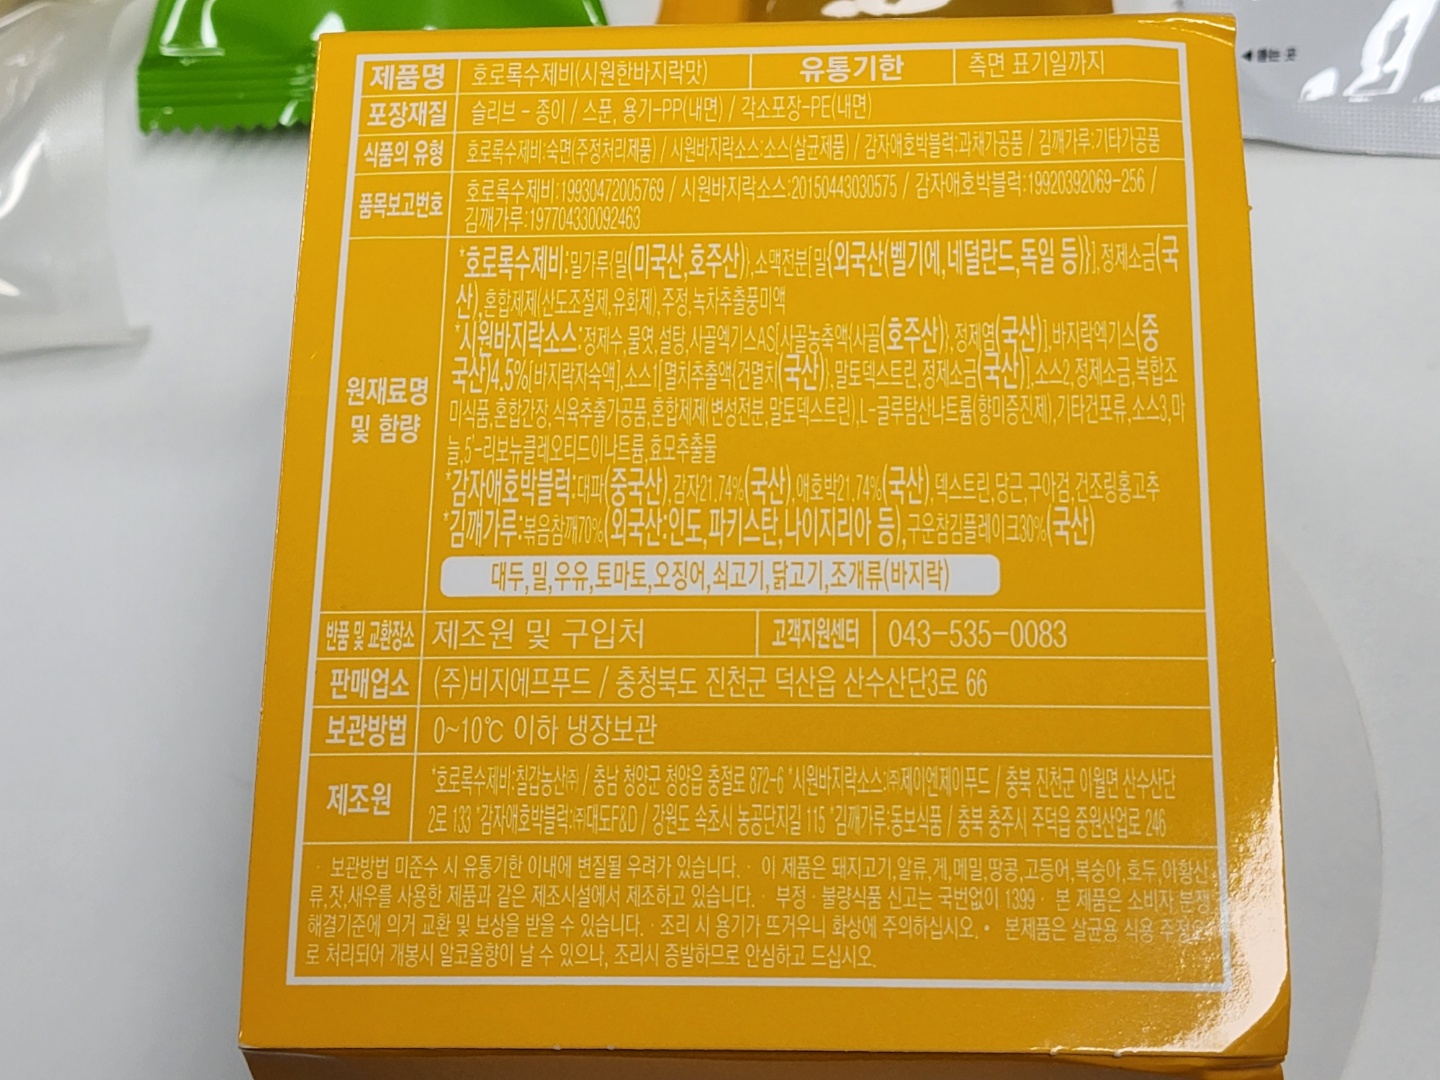 ◀ 뜯는 곳
제품명 호로록수제비(시원한바지락맛) 유통기한 측면 표기일까지
포장재질 슬리브 - 종이 / 스푼, 용기-PP(내면) / 각소포장-PE(내면)
식품의 유형 호로록수제비:숙면(주정처리제품) / 시원바지락소스:소스(살균제품) / 감자애호박블럭:과채가공품 / 김깨가루:기타가공품
품목보고번호 호로록수제비:19930472005769 / 시원바지락소스:20150443030575 / 감자애호박블럭:19920392069-256 /
김깨가루:197704330092463
원재료명 및 함량
*호로록수제비:밀가루{밀(미국산,호주산)},소맥전분[밀{외국산(벨기에,네덜란드,독일 등)}],정제소금(국
산),혼합제제(산도조절제,유화제),주정,녹차추출풍미액
*시원바지락소스:정제수,물엿,설탕,사골엑기스AS[사골농축액{사골(호주산)},정제염(국산)],바지락엑기스(중
국산)4.5%[바지락자숙액],소스1[멸치추출액{건멸치(국산)},말토덱스트린,정제소금(국산)],소스2,정제소금,복합조
미식품,혼합간장,식육추출가공품,혼합제제(변성전분,말토덱스트린),L-글루탐산나트륨(향미증진제),기타건포류,소스3,마
늘,5'-리보뉴클레오티드이나트륨,효모추출물
*감자애호박블럭:대파(중국산),감자21.74%(국산),애호박21.74%(국산),덱스트린,당근,구아검,건조링홍고추
*김깨가루:볶음참깨70%(외국산:인도,파키스탄,나이지리아 등),구운참김플레이크30%(국산)
대두,밀,우유,토마토,오징어,쇠고기,닭고기,조개류(바지락)
반품 및 교환장소 제조원 및 구입처 고객지원센터 043-535-0083
판매업소 (주)비지에프푸드 / 충청북도 진천군 덕산읍 산수산단3로 66
보관방법 0~10℃ 이하 냉장보관
제조원 *호로록수제비:칠갑농산㈜ / 충남 청양군 청양읍 충절로 872-6 *시원바지락소스:㈜제이엔제이푸드 / 충북 진천군 이월면 산수산단
2로 133 *감자애호박블럭:㈜대도F&D / 강원도 속초시 농공단지길 115 *김깨가루:동보식품 / 충북 충주시 주덕읍 중원산업로 246
· 보관방법 미준수 시 유통기한 이내에 변질될 우려가 있습니다. · 이 제품은 돼지고기,알류,게,메밀,땅콩,고등어,복숭아,호두,아황산
류,잣,새우를 사용한 제품과 같은 제조시설에서 제조하고 있습니다. · 부정·불량식품 신고는 국번없이 1399 · 본 제품은 소비자 분쟁
해결기준에 의거 교환 및 보상을 받을 수 있습니다. · 조리 시 용기가 뜨거우니 화상에 주의하십시오. • 본제품은 살균용 식용 주정으
로 처리되어 개봉시 알코올향이 날 수 있으나, 조리시 증발하므로 안심하고 드십시오.